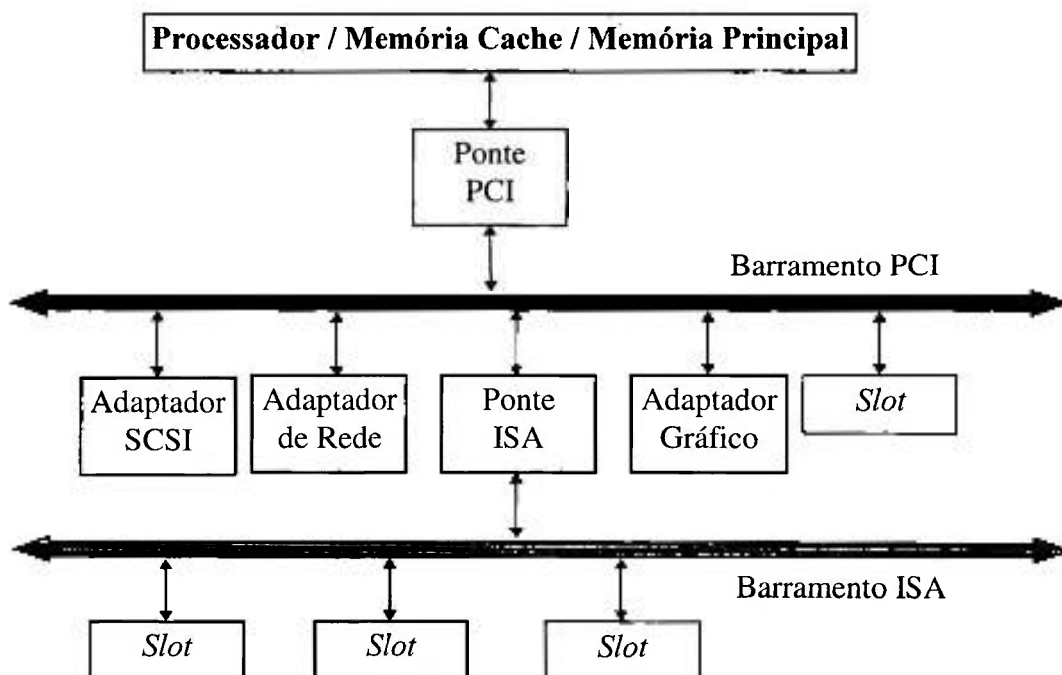 Processador / Memória Cache / Memória Principal
Ponte
PCI
Barramento PCI
Adaptador
SCSI
Adaptador
de Rede
Ponte
ISA
Adaptador
Gráfico
Slot
Barramento ISA
Slot
Slot
Slot